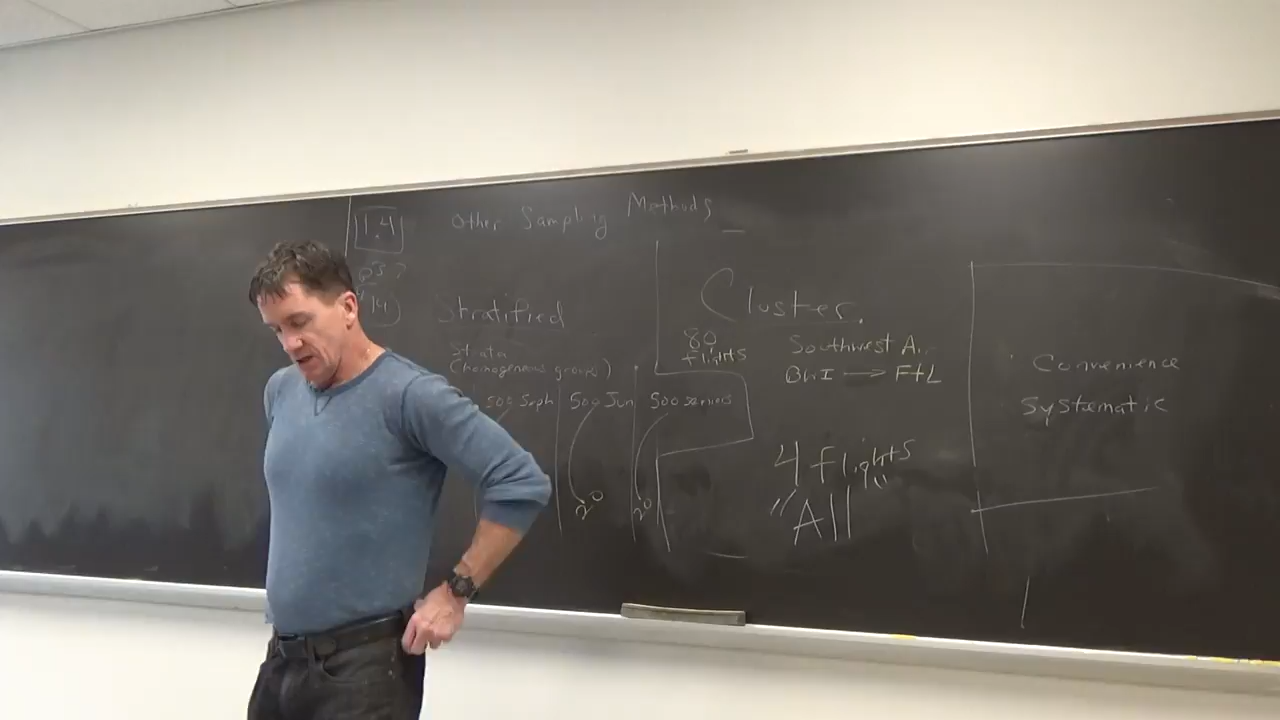 1.4
Other Sampling Methods
Stratified
Strata
(homogenous groups)
500 Soph 500 Jun 500 seniors
20 20
Cluster.
80
flights
Southwest A..
BWI → FtL
4 flights
"All"
Convenience
Systematic